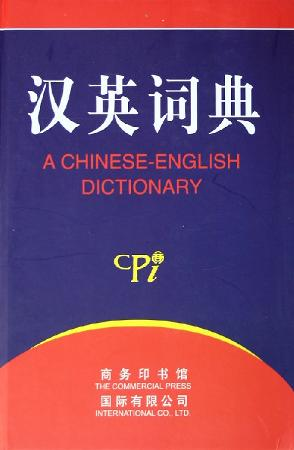 汉英词典
A CHINESE-ENGLISH
DICTIONARY
CPi
商务印书馆
THE COMMERCIAL PRESS
国际有限公司
INTERNATIONAL CO., LTD.